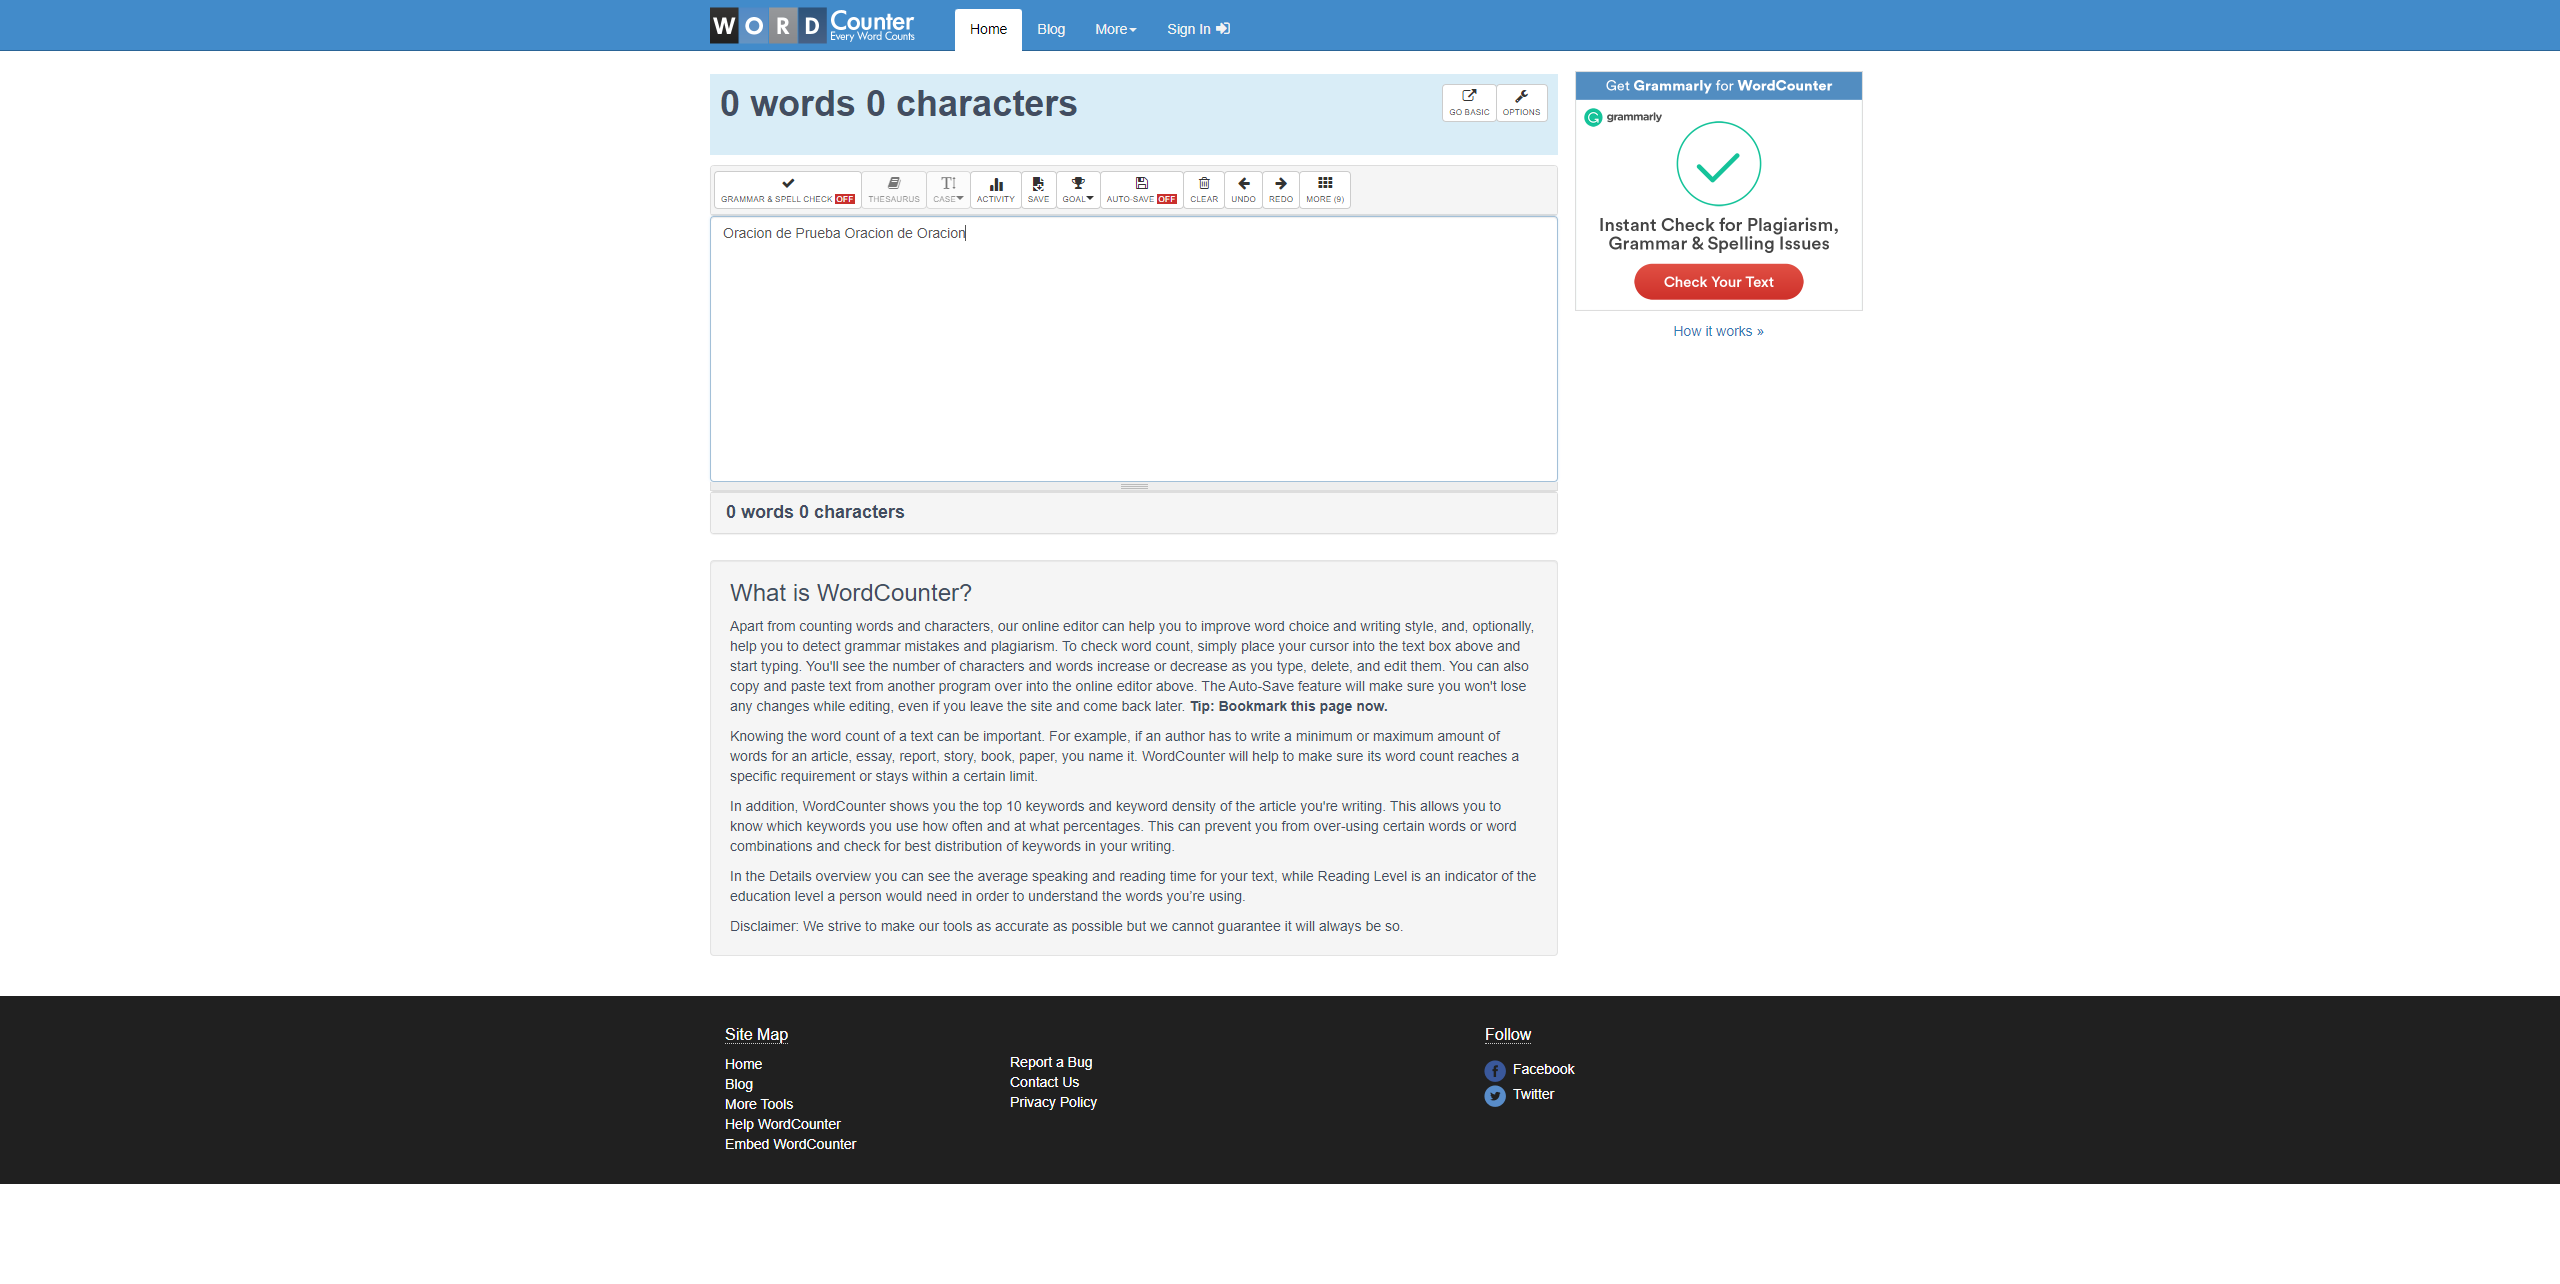 WORD Counter
Every Word Counts
Home
Blog
More
Sign In
0 words 0 characters
GO BASIC
OPTIONS
GRAMMAR & SPELL CHECK OFF
THESAURUS
CASE
ACTIVITY
SAVE
GOAL
AUTO-SAVE OFF
CLEAR
UNDO
REDO
MORE (9)
Oracion de Prueba Oracion de Oracion
0 words 0 characters
Get Grammarly for WordCounter
grammarly
Instant Check for Plagiarism,
Grammar & Spelling Issues
Check Your Text
How it works »
What is WordCounter?
Apart from counting words and characters, our online editor can help you to improve word choice and writing style, and, optionally,
help you to detect grammar mistakes and plagiarism. To check word count, simply place your cursor into the text box above and
start typing. You'll see the number of characters and words increase or decrease as you type, delete, and edit them. You can also
copy and paste text from another program over into the online editor above. The Auto-Save feature will make sure you won't lose
any changes while editing, even if you leave the site and come back later. Tip: Bookmark this page now.
Knowing the word count of a text can be important. For example, if an author has to write a minimum or maximum amount of
words for an article, essay, report, story, book, paper, you name it. WordCounter will help to make sure its word count reaches a
specific requirement or stays within a certain limit.
In addition, WordCounter shows you the top 10 keywords and keyword density of the article you're writing. This allows you to
know which keywords you use how often and at what percentages. This can prevent you from over-using certain words or word
combinations and check for best distribution of keywords in your writing.
In the Details overview you can see the average speaking and reading time for your text, while Reading Level is an indicator of the
education level a person would need in order to understand the words you're using.
Disclaimer: We strive to make our tools as accurate as possible but we cannot guarantee it will always be so.
Site Map
Home
Blog
More Tools
Help WordCounter
Embed WordCounter
Report a Bug
Contact Us
Privacy Policy
Follow
Facebook
Twitter